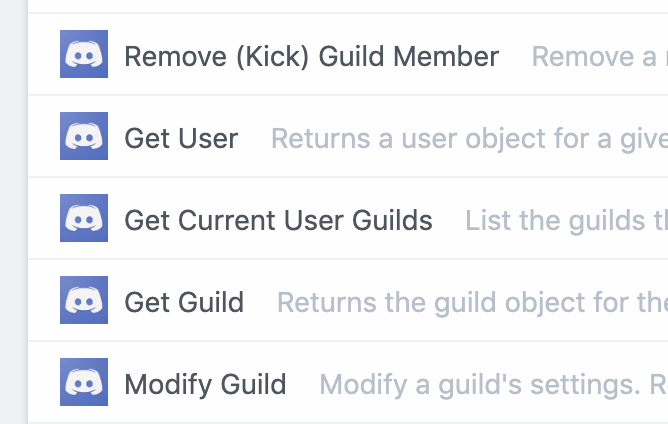 Remove (Kick) Guild Member Remove a
Get User Returns a user object for a give
Get Current User Guilds List the guilds
Get Guild Returns the guild object for the
Modify Guild Modify a guild's settings. R